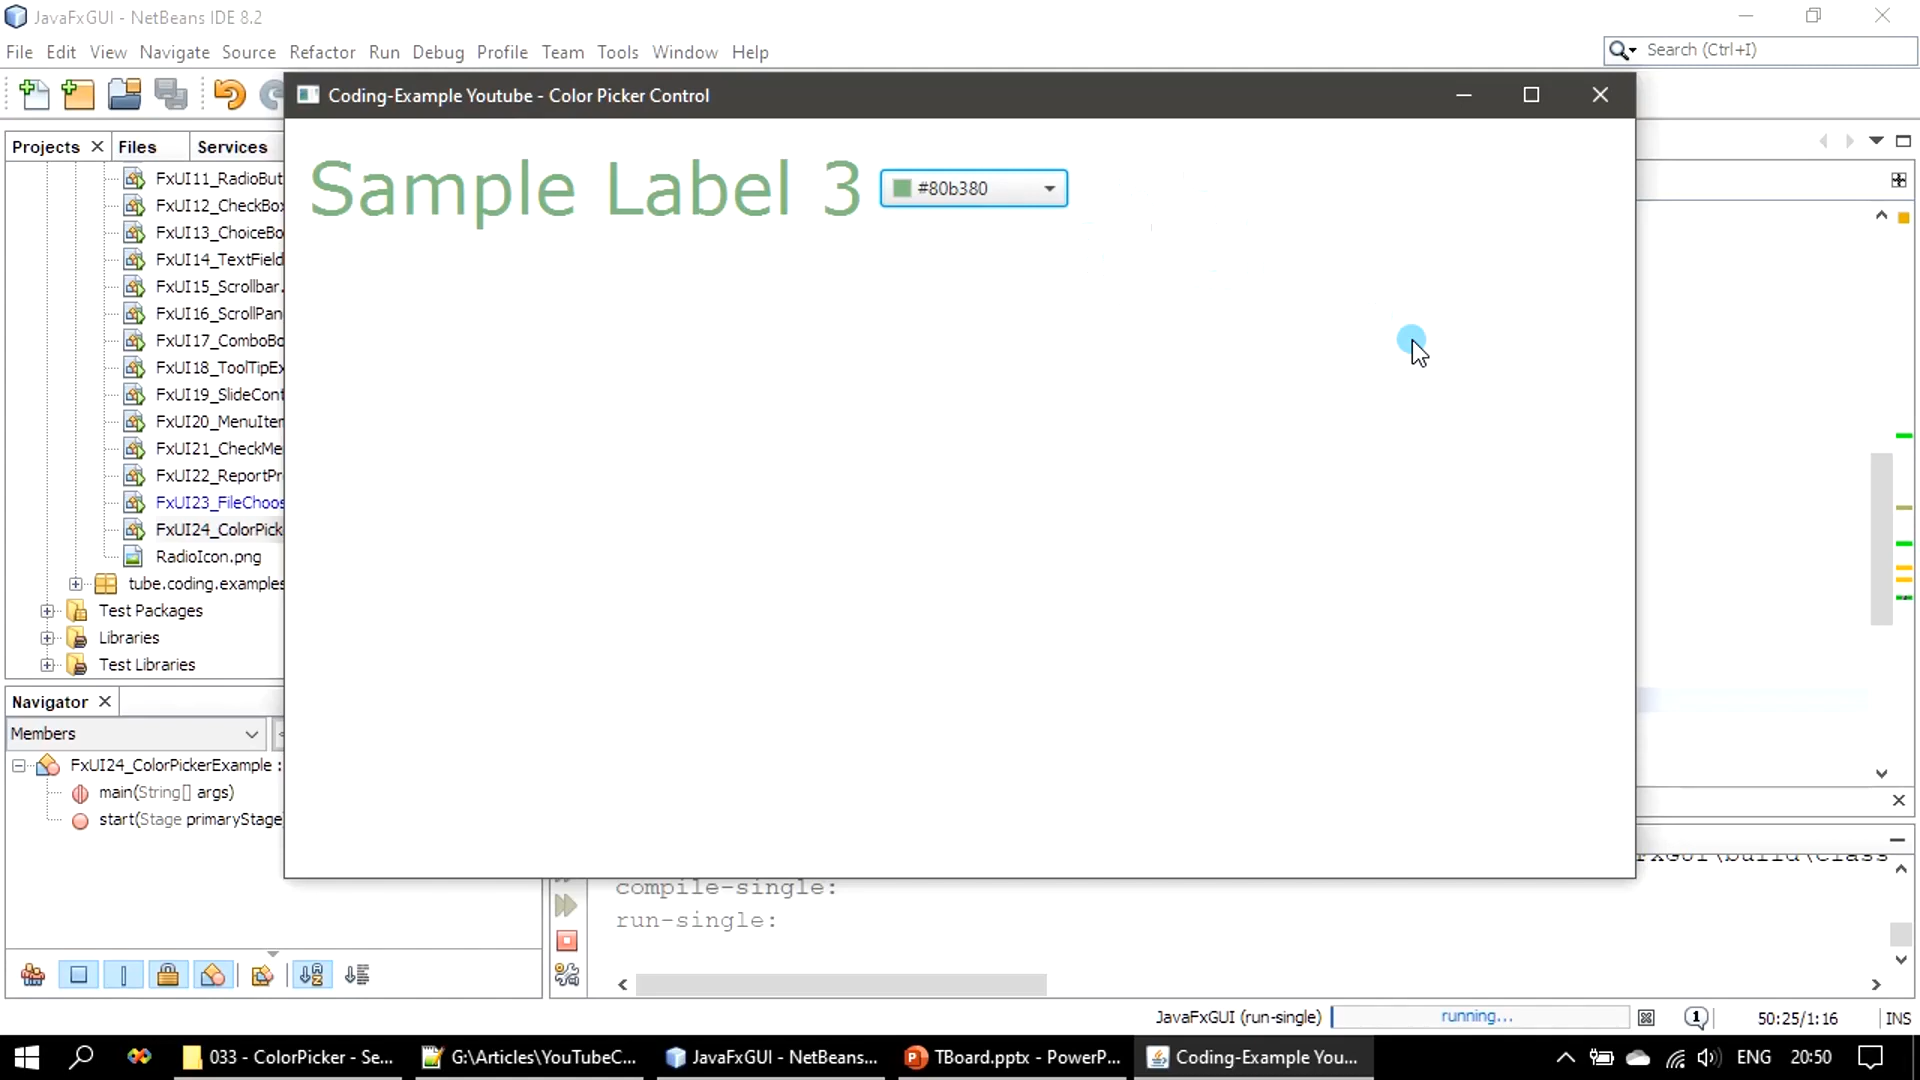 JavaFxGUI - NetBeans IDE 8.2
File Edit View Navigate Source Refactor Run Debug Profile Team Tools Window Help
Search (Ctrl+I)
Coding-Example Youtube - Color Picker Control
Projects Files Services
Sample Label 3
#80b380
FxUI11_RadioBut
FxUI12_CheckBox
FxUI13_ChoiceBo
FxUI14_TextField
FxUI15_Scrollbar.
FxUI16_ScrollPan
FxUI17_ComboBo
FxUI18_ToolTipEx
FxUI19_SlideCont
FxUI20_MenuIten
FxUI21_CheckMe
FxUI22_ReportPr
FxUI23_FileChoos
FxUI24_ColorPick
RadioIcon.png
tube.coding.examples
Test Packages
Libraries
Test Libraries
Navigator
Members
FxUI24_ColorPickerExample :
main(String[] args)
start(Stage primaryStage
compile-single:
run-single:
JavaFxGUI (run-single)
running...
1
50:25/1:16
INS
033 - ColorPicker - Se...
G:\Articles\YouTubeC...
JavaFxGUI - NetBeans...
TBoard.pptx - PowerP...
Coding-Example You...
ENG
20:50